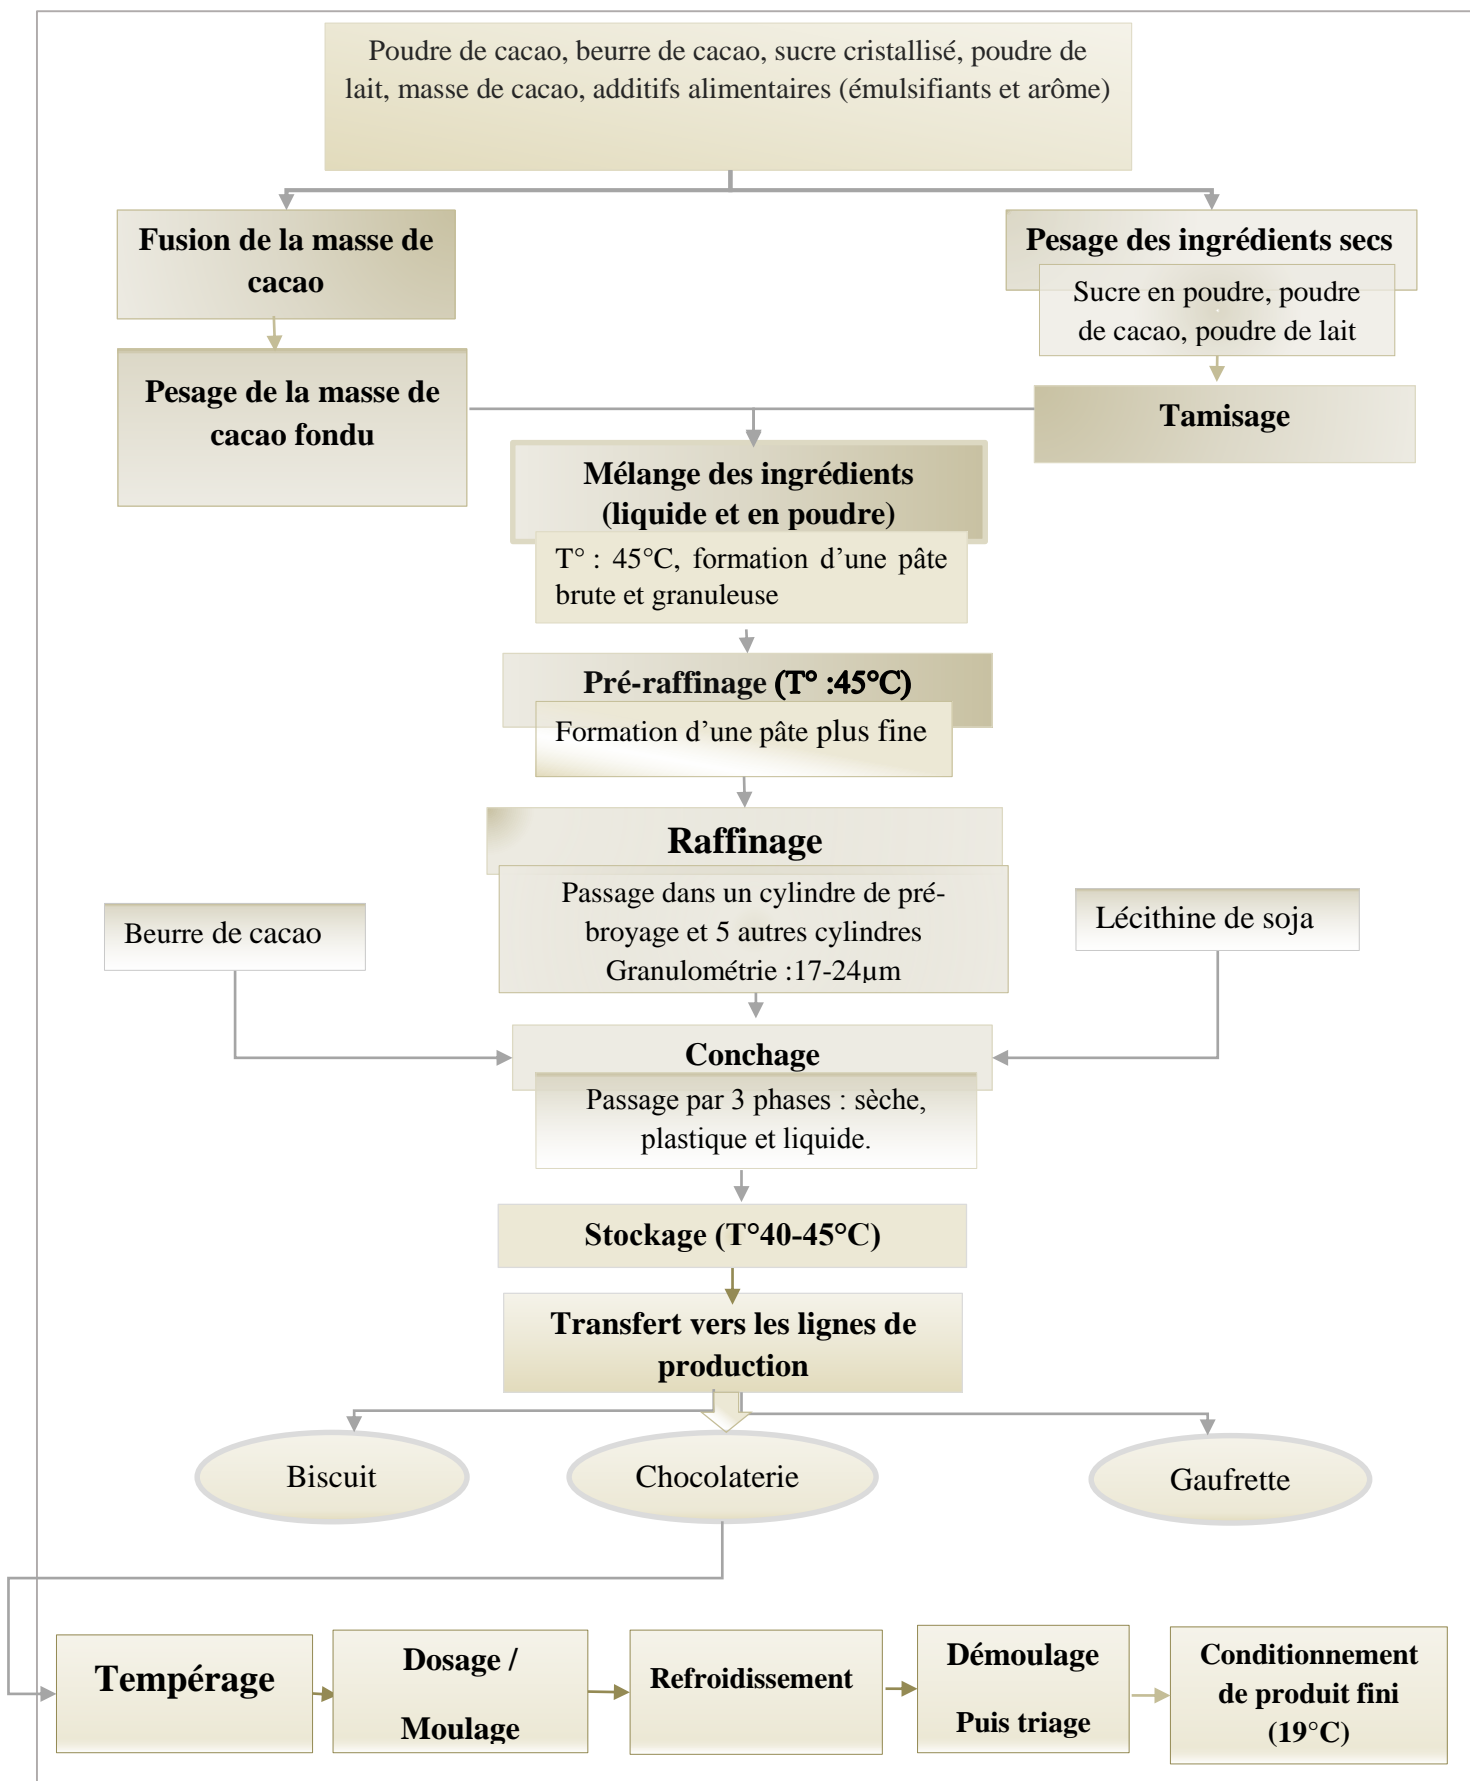 Poudre de cacao, beurre de cacao, sucre cristallisé, poudre de
lait, masse de cacao, additifs alimentaires (émulsifiants et arôme)
Fusion de la masse de
cacao
Pesage des ingrédients secs
Sucre en poudre, poudre
de cacao, poudre de lait
Pesage de la masse de
cacao fondu
Tamisage
Mélange des ingrédients
(liquide et en poudre)
T° : 45°C, formation d’une pâte
brute et granuleuse
Pré-raffinage (T° :45°C)
Formation d’une pâte plus fine
Raffinage
Passage dans un cylindre de pré-
broyage et 5 autres cylindres
Granulométrie :17-24µm
Beurre de cacao
Lécithine de soja
Conchage
Passage par 3 phases : sèche,
plastique et liquide.
Stockage (T°40-45°C)
Transfert vers les lignes de
production
Biscuit
Chocolaterie
Gaufrette
Tempérage
Dosage /
Moulage
Refroidissement
Démoulage
Puis triage
Conditionnement
de produit fini
(19°C)